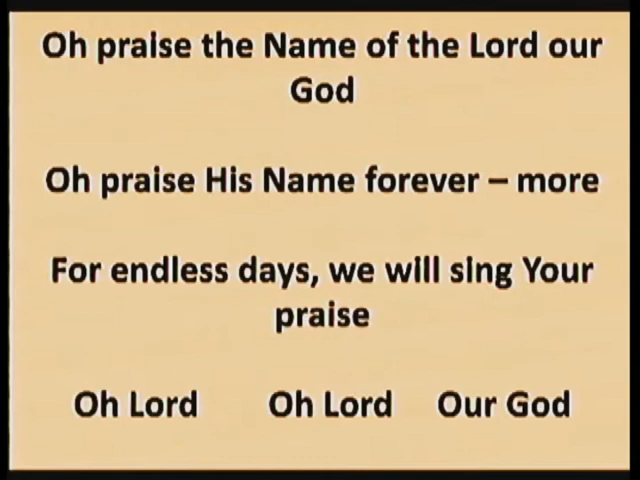 Oh praise the Name of the Lord our
God
Oh praise His Name forever – more
For endless days, we will sing Your
praise
Oh Lord Oh Lord Our God